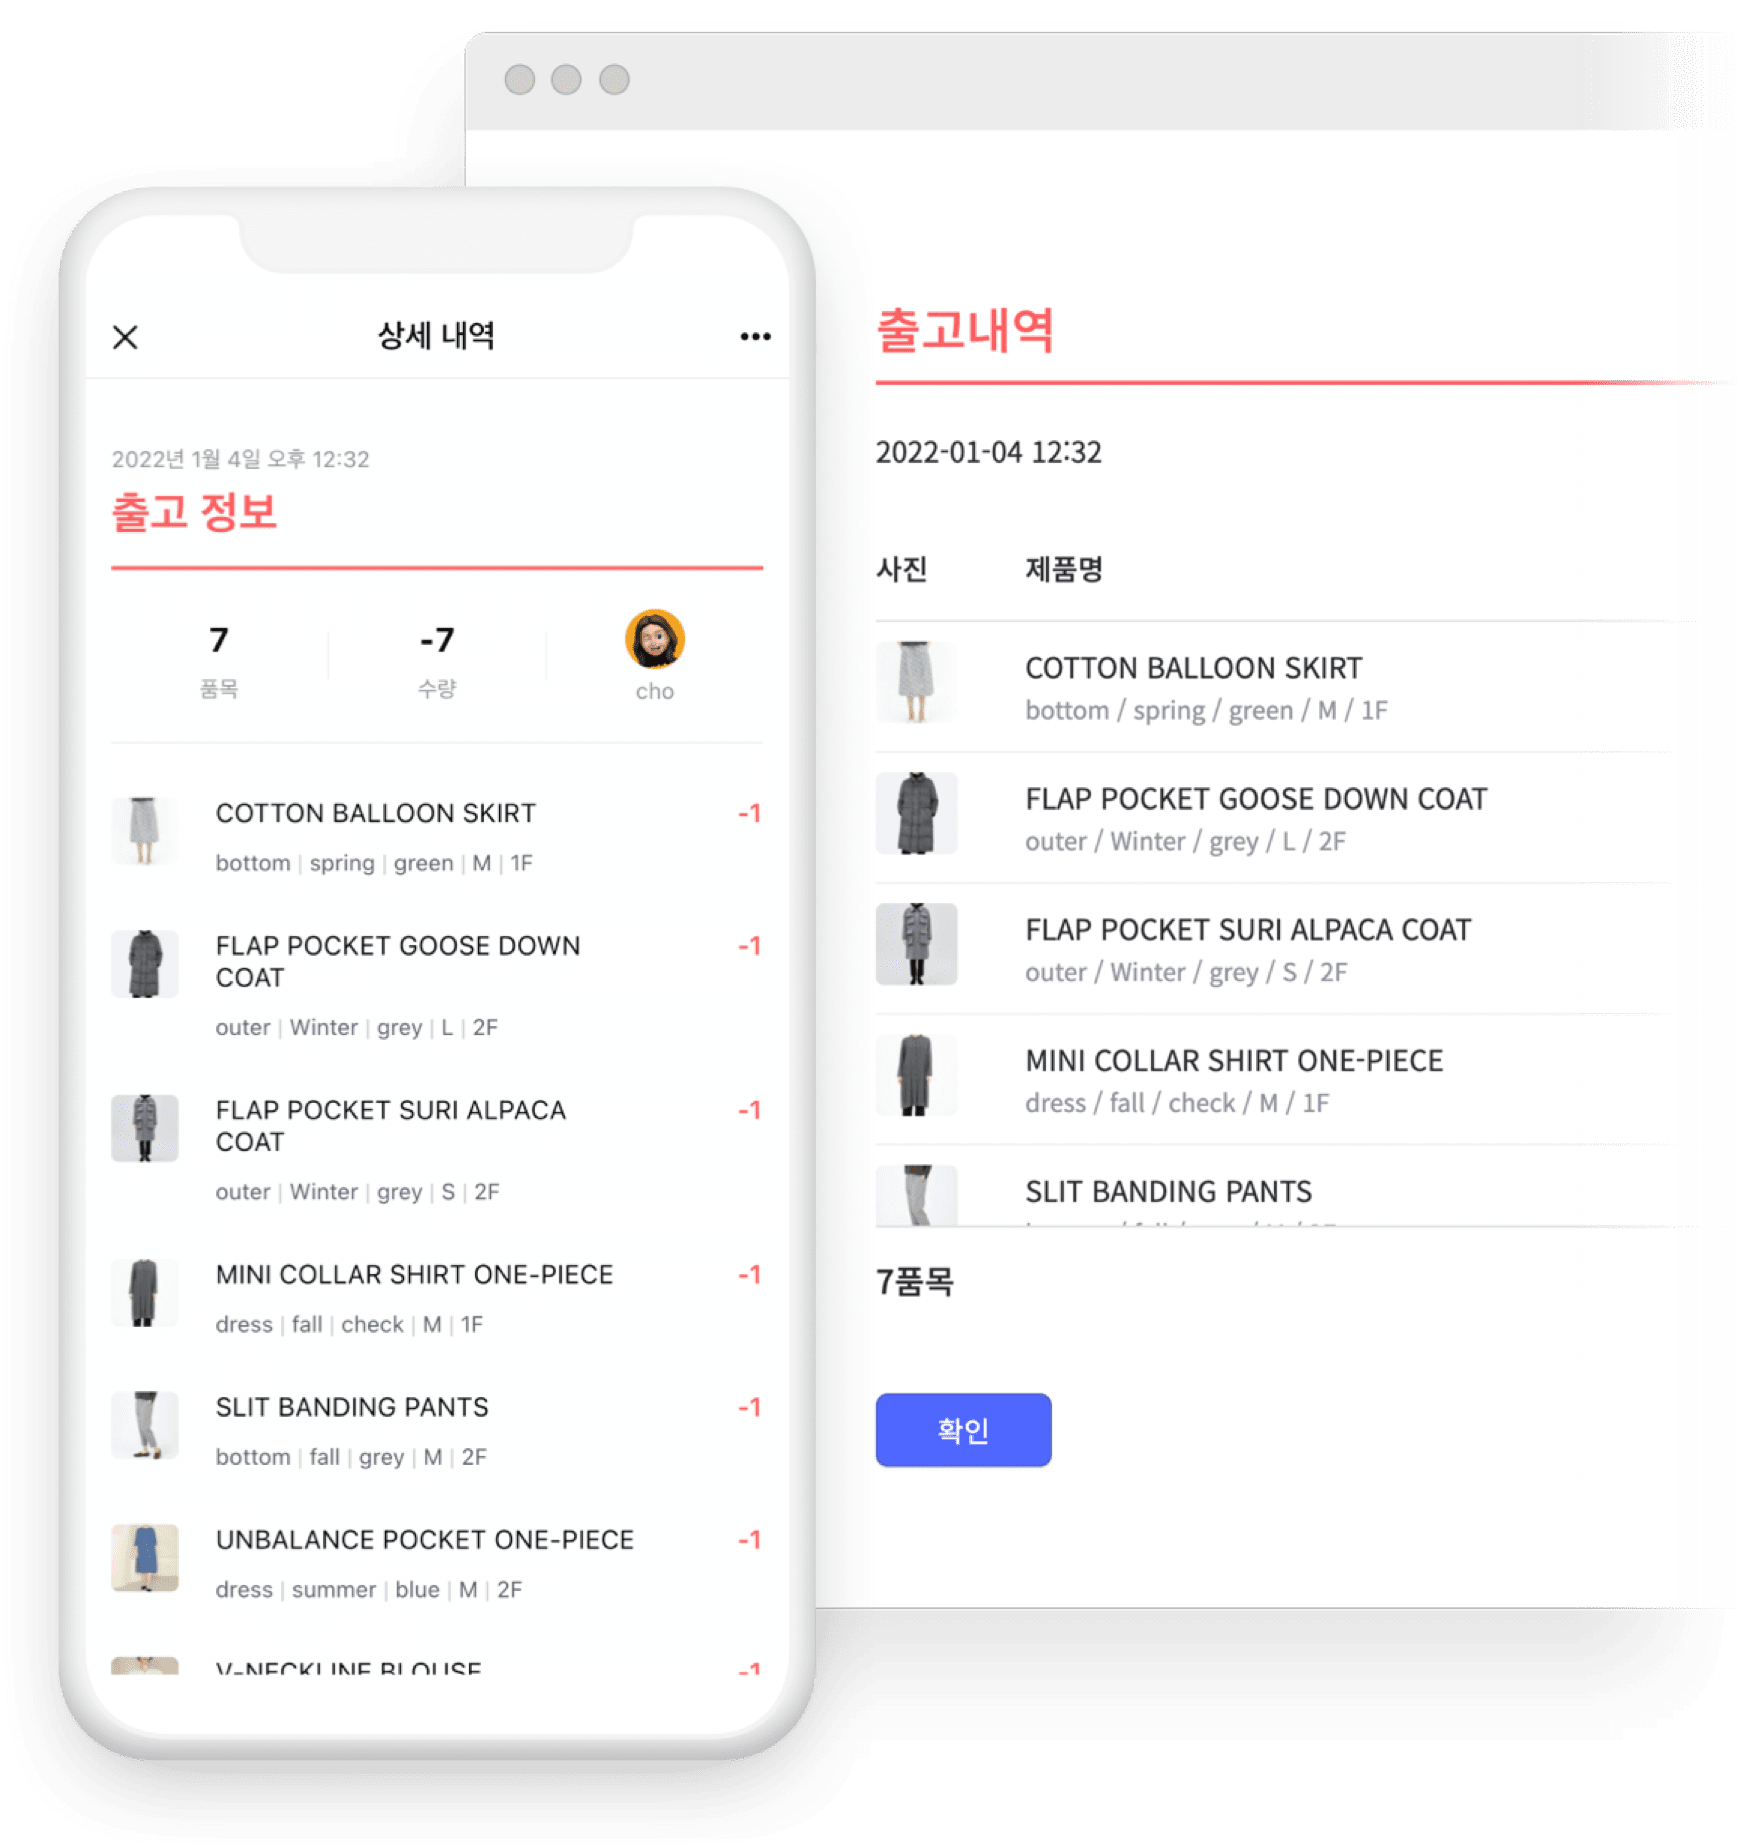 상세 내역
2022년 1월 4일 오후 12:32
출고 정보
7
-7
품목
수량
cho
COTTON BALLOON SKIRT
-1
bottom | spring | green | M | 1F
FLAP POCKET GOOSE DOWN
-1
COAT
outer | Winter | grey | L | 2F
FLAP POCKET SURI ALPACA
-1
COAT
outer | Winter | grey | S | 2F
MINI COLLAR SHIRT ONE-PIECE
-1
dress | fall | check | M | 1F
SLIT BANDING PANTS
-1
bottom | fall | grey | M | 2F
UNBALANCE POCKET ONE-PIECE
-1
dress | summer | blue | M | 2F
V-NECKLINE BLOUSE
-1
출고내역
2022-01-04 12:32
사진
제품명
COTTON BALLOON SKIRT
bottom / spring / green / M / 1F
FLAP POCKET GOOSE DOWN COAT
outer / Winter / grey / L / 2F
FLAP POCKET SURI ALPACA COAT
outer / Winter / grey / S / 2F
MINI COLLAR SHIRT ONE-PIECE
dress / fall / check / M / 1F
SLIT BANDING PANTS
7품목
확인